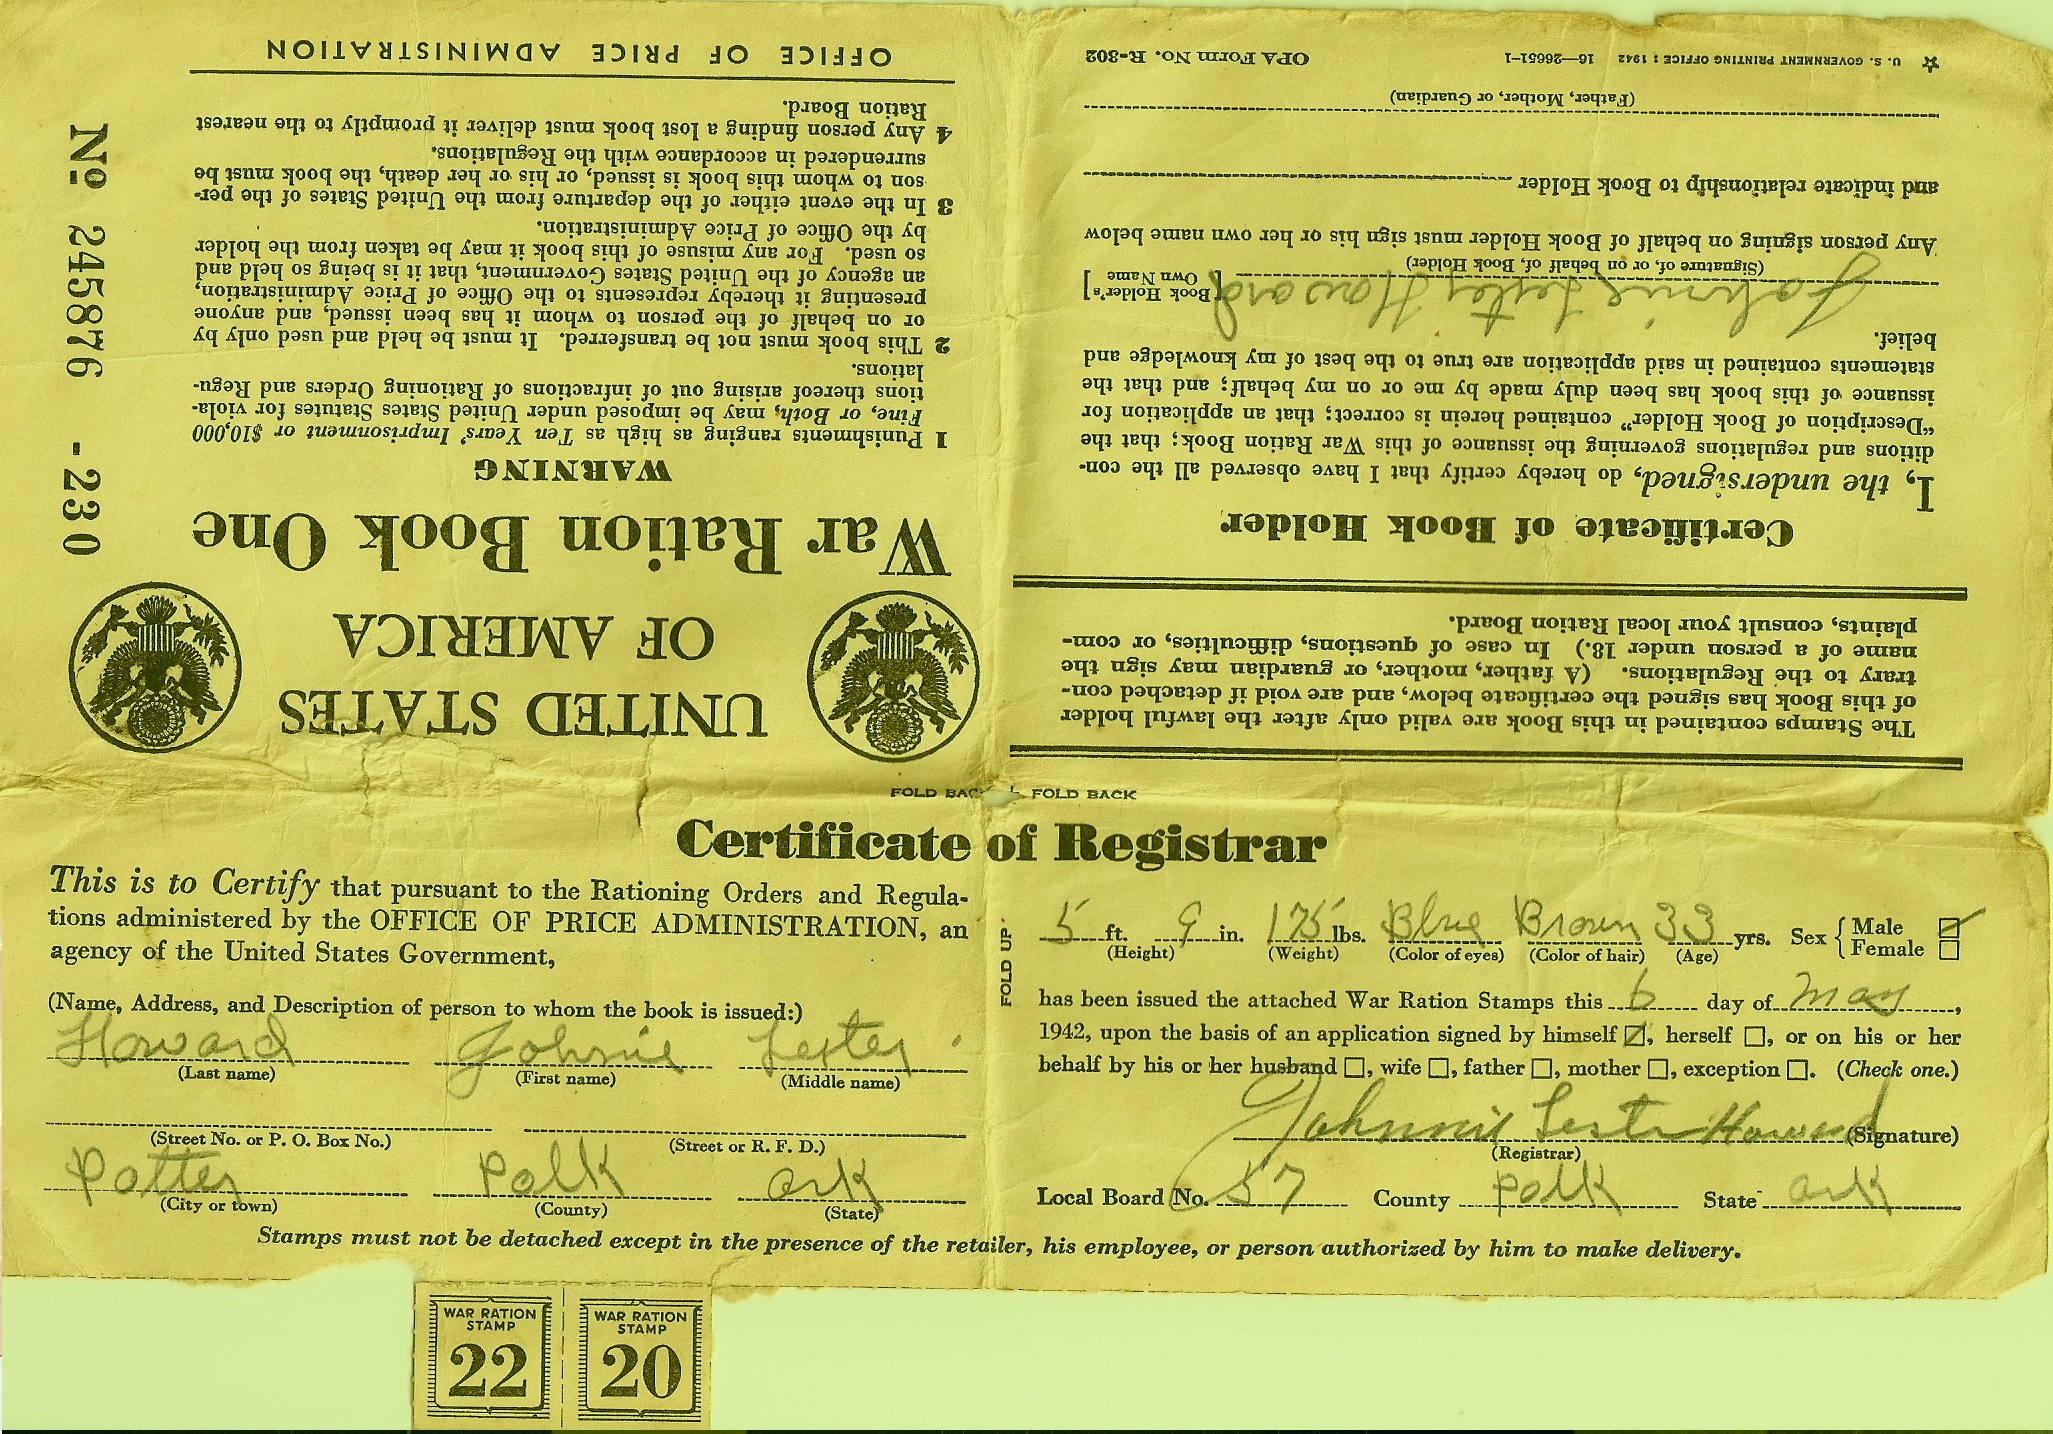 OFFICE OF PRICE ADMINISTRATION
UNITED STATES
OF AMERICA
War Ration Book One
WARNING
1 Punishments ranging as high as Ten Years' Imprisonment or $10,000
Fine, or Both, may be imposed under United States Statutes for viola-
tions thereof arising out of infractions of Rationing Orders and Regu-
lations.
2 This book must not be transferred. It must be held and used only by
or on behalf of the person to whom it has been issued, and anyone
presenting it thereby represents to the Office of Price Administration,
an agency of the United States Government, that it is being so held and
so used. For any misuse of this book it may be taken from the holder
by the Office of Price Administration.
3 In the event either of the departure from the United States of the per-
son to whom this book is issued, or his or her death, the book must be
surrendered in accordance with the Regulations.
4 Any person finding a lost book must deliver it promptly to the nearest
Ration Board.
No. 245876 -230
The Stamps contained in this Book are valid only after the lawful holder
of this Book has signed the certificate below, and are void if detached con-
trary to the Regulations. (A father, mother, or guardian may sign the
name of a person under 18.) In case of questions, difficulties, or com-
plaints, consult your local Ration Board.
Certificate of Book Holder
I, the undersigned, do hereby certify that I have observed all the con-
ditions and regulations governing the issuance of this War Ration Book; that the
"Description of Book Holder" contained herein is correct; that an application for
issuance of this book has been duly made by me or on my behalf; and that the
statements contained in said application are true to the best of my knowledge and
belief.
[Book Holder's Own Name] Johnie Lester Howard
(Signature of, or on behalf of, Book Holder)
Any person signing on behalf of Book Holder must sign his or her own name below
and indicate relationship to Book Holder
(Father, Mother, or Guardian)
☆ U. S. GOVERNMENT PRINTING OFFICE : 1942 16—26651-1 OPA Form No. R-302
FOLD BACK FOLD BACK
Certificate of Registrar
This is to Certify that pursuant to the Rationing Orders and Regula-
tions administered by the OFFICE OF PRICE ADMINISTRATION, an
agency of the United States Government,
(Name, Address, and Description of person to whom the book is issued:)
Howard Johnie Lester
(Last name) (First name) (Middle name)
(Street No. or P. O. Box No.) (Street or R. F. D.)
Potter Polk Ark
(City or town) (County) (State)
FOLD UP
5 ft. 9 in. 175 lbs. Blue Brown 33 yrs. Sex { Male
Female
(Height) (Weight) (Color of eyes) (Color of hair) (Age)
has been issued the attached War Ration Stamps this 6 day of May,
1942, upon the basis of an application signed by himself ☑, herself ☐, or on his or her
behalf by his or her husband ☐, wife ☐, father ☐, mother ☐, exception ☐. (Check one.)
Johnnie Lester Howard (Signature)
(Registrar)
Local Board No. 57 County Polk State Ark
Stamps must not be detached except in the presence of the retailer, his employee, or person authorized by him to make delivery.
WAR RATION
STAMP
22
WAR RATION
STAMP
20